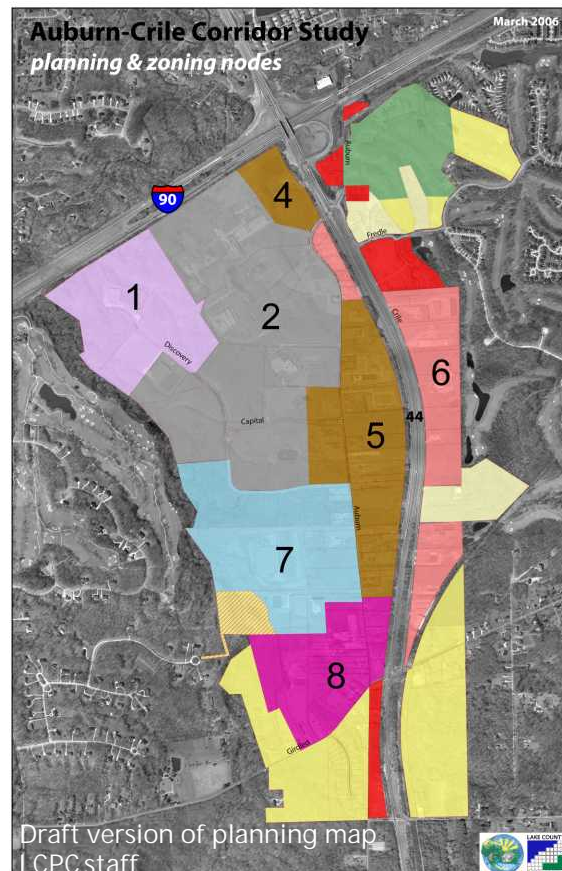 March 2006
Auburn-Crile Corridor Study
planning & zoning nodes
Auburn
90
4
Fredle
1
2
Crile
Discovery
6
44
Capital
5
Auburn
7
8
Girdled
Draft version of planning map
LCPC staff
LAKE COUNTY